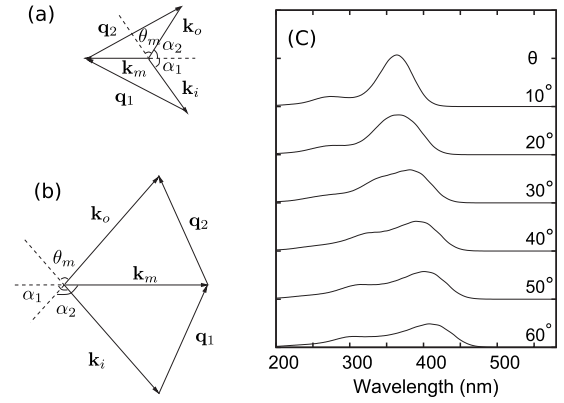 (a)
q₂
θₘ
kₒ
α₂
kₘ
α₁
q₁
kᵢ
(b)
kₒ
q₂
θₘ
kₘ
α₁
α₂
q₁
kᵢ
(C)
θ
10°
20°
30°
40°
50°
60°
200 300 400 500
Wavelength (nm)